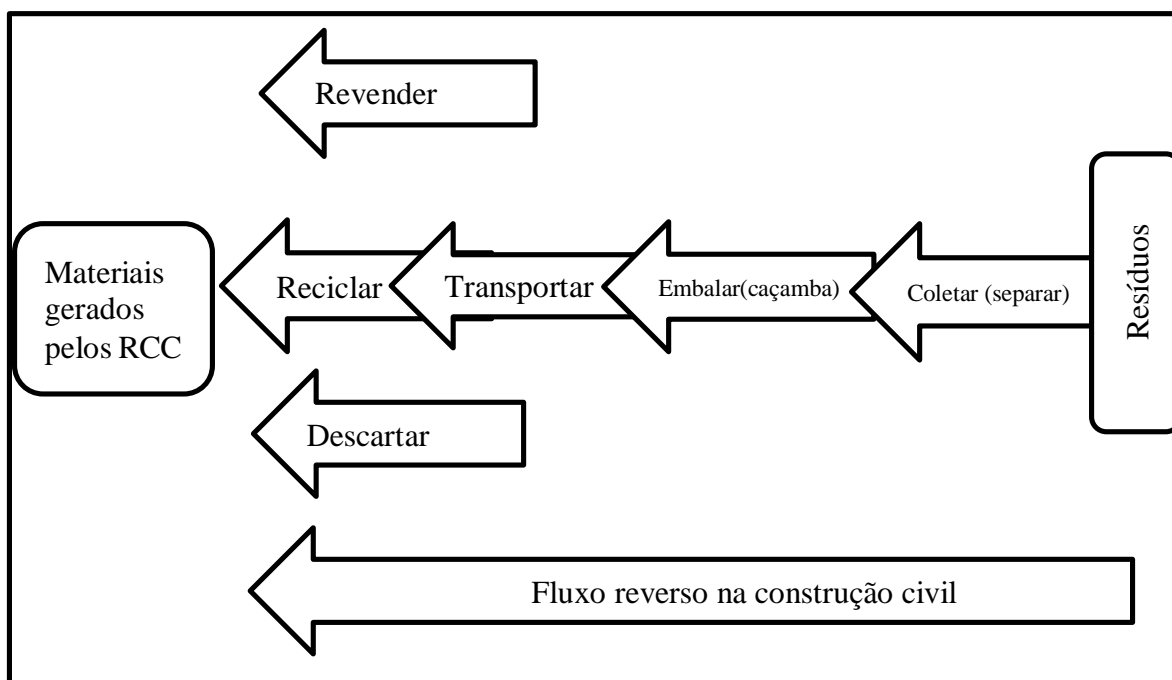 Revender
Materiais
gerados
pelos RCC
Reciclar
Transportar
Embalar(caçamba)
Coletar (separar)
Resíduos
Descartar
Fluxo reverso na construção civil